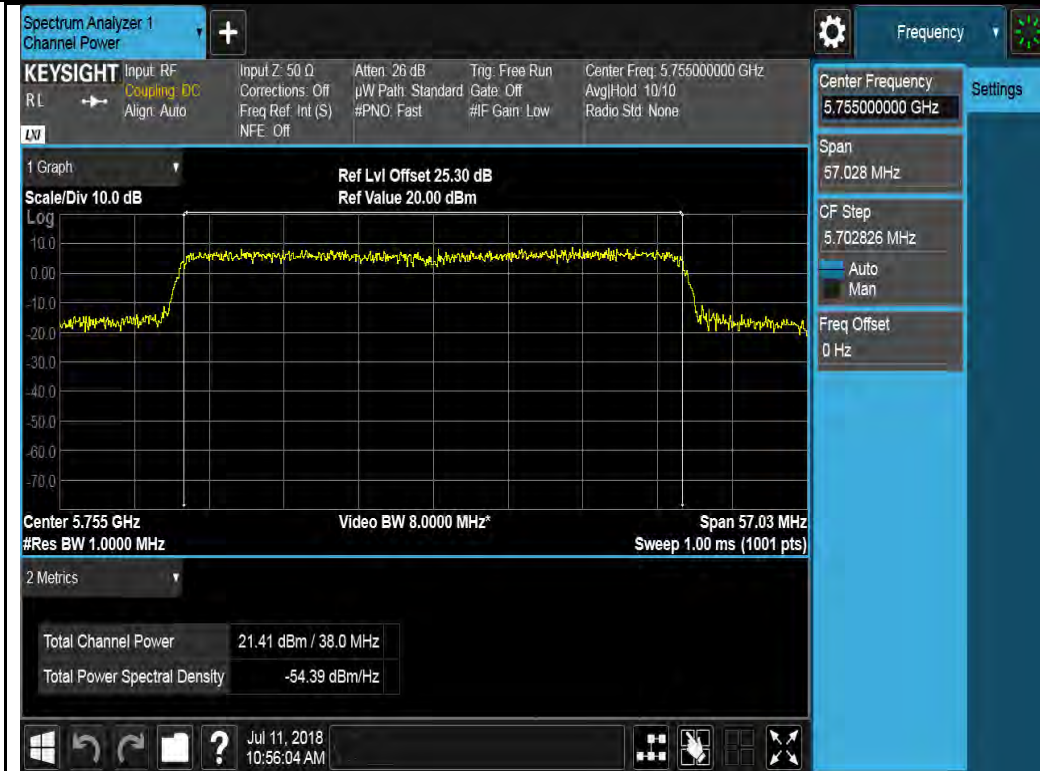 Spectrum Analyzer 1
Channel Power
+
Frequency
KEYSIGHT
RL
LXI
Input: RF
Coupling: DC
Align: Auto
Input Z: 50 Ω
Corrections: Off
Freq Ref: Int (S)
NFE: Off
Atten: 26 dB
µW Path: Standard
#PNO: Fast
Trig: Free Run
Gate: Off
#IF Gain: Low
Center Freq: 5.755000000 GHz
Avg|Hold: 10/10
Radio Std: None
Center Frequency
5.755000000 GHz
Settings
Span
57.028 MHz
CF Step
5.702826 MHz
Auto
Man
Freq Offset
0 Hz
1 Graph
Scale/Div 10.0 dB
Ref Lvl Offset 25.30 dB
Ref Value 20.00 dBm
Log
10.0
0.00
-10.0
-20.0
-30.0
-40.0
-50.0
-60.0
-70.0
Center 5.755 GHz
#Res BW 1.0000 MHz
Video BW 8.0000 MHz*
Span 57.03 MHz
Sweep 1.00 ms (1001 pts)
2 Metrics
Total Channel Power 21.41 dBm / 38.0 MHz
Total Power Spectral Density -54.39 dBm/Hz
?
Jul 11, 2018
10:56:04 AM